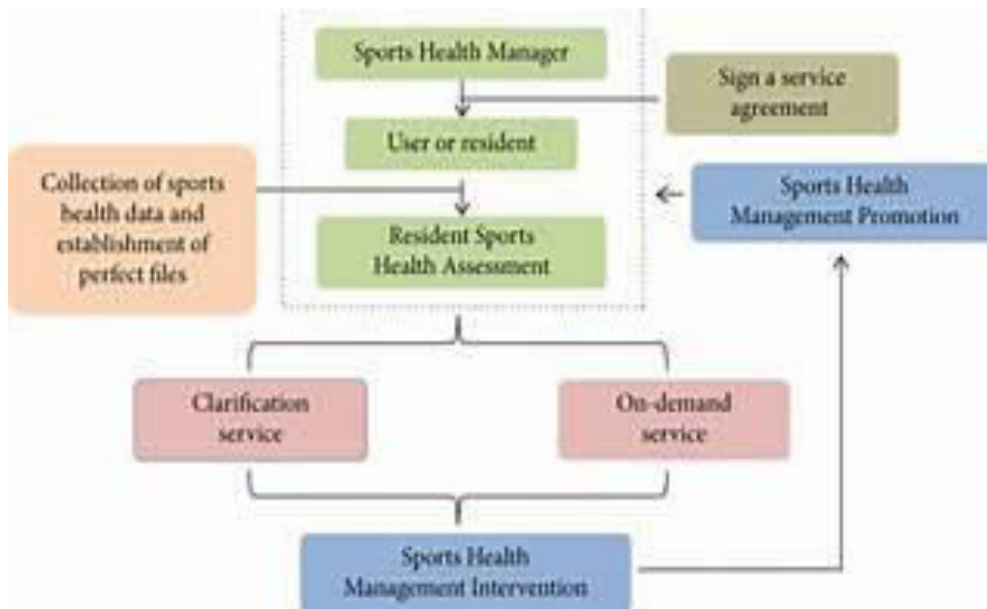 Sports Health Manager
Sign a service
agreement
User or resident
Collection of sports
health data and
establishment of
perfect files
Sports Health
Management Promotion
Resident Sports
Health Assessment
Clarification
service
On-demand
service
Sports Health
Management Intervention